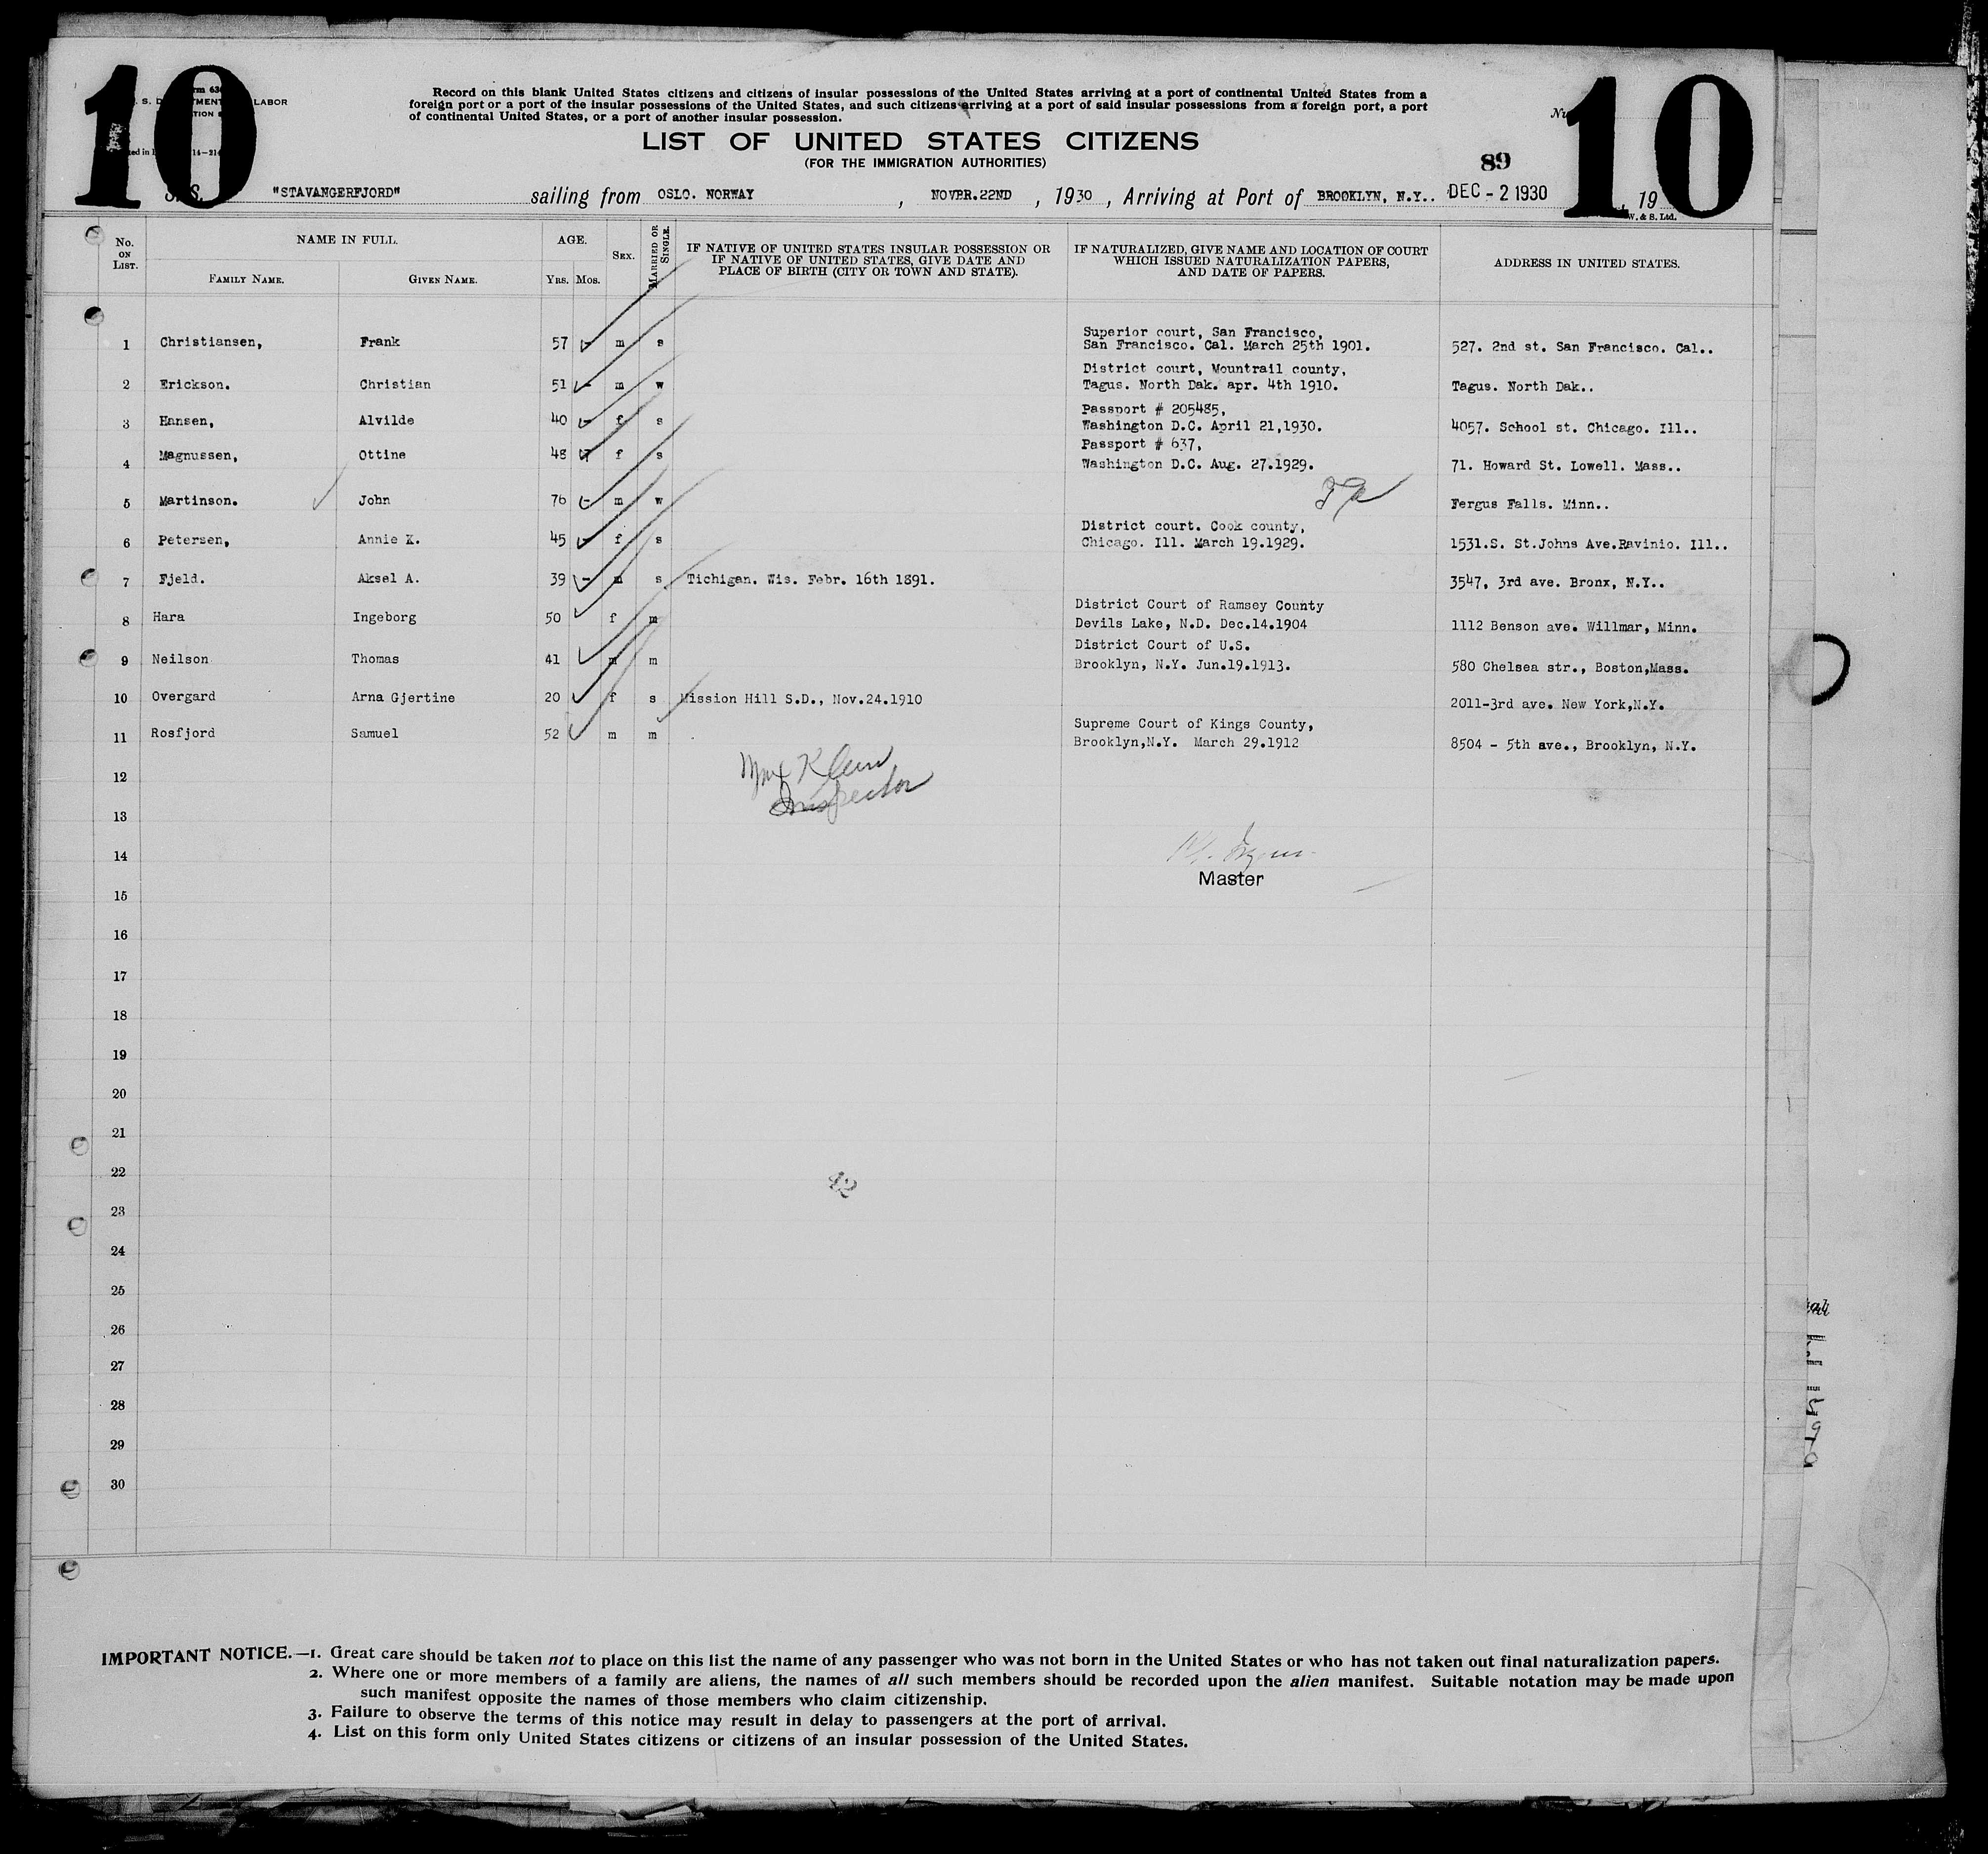 10
10
LABOR
Record on this blank United States citizens and citizens of insular possessions of the United States arriving at a port of continental United States from a
foreign port or a port of the insular possessions of the United States, and such citizens arriving at a port of said insular possessions from a foreign port, a port
of continental United States, or a port of another insular possession.
LIST OF UNITED STATES CITIZENS
(FOR THE IMMIGRATION AUTHORITIES)
89
"STAVANGERFJORD" sailing from OSLO. NORWAY , NOVBR.22ND , 1930 , Arriving at Port of BROOKLYN, N.Y.. DEC - 2 1930 , 19
W. & S. Ltd.
No. ON LIST. NAME IN FULL. AGE. SEX. MARRIED OR SINGLE. IF NATIVE OF UNITED STATES INSULAR POSSESSION OR IF NATIVE OF UNITED STATES, GIVE DATE AND PLACE OF BIRTH (CITY OR TOWN AND STATE). IF NATURALIZED, GIVE NAME AND LOCATION OF COURT WHICH ISSUED NATURALIZATION PAPERS, AND DATE OF PAPERS. ADDRESS IN UNITED STATES.
FAMILY NAME. GIVEN NAME. YRS. MOS.
1 Christiansen, Frank 57 - m s Superior court, San Francisco, San Francisco. Cal. March 25th 1901. 527. 2nd st. San Francisco. Cal..
2 Erickson. Christian 51 - m w District court, Mountrail county, Tagus. North Dak. apr. 4th 1910. Tagus. North Dak..
3 Hansen, Alvilde 40 - f s Passport # 205485, Washington D.C. April 21,1930. 4057. School st. Chicago. Ill..
4 Magnussen, Ottine 48 f s Passport # 637, Washington D.C. Aug. 27.1929. 71. Howard St. Lowell. Mass..
5 Martinson. John 76 - m w Fergus Falls. Minn..
6 Petersen, Annie K. 45 - f s District court. Cook county, Chicago. Ill. March 19.1929. 1531.S. St.Johns Ave.Ravinio. Ill..
7 Fjeld. Aksel A. 39 - m s Tichigan. Wis. Febr. 16th 1891. 3547, 3rd ave. Bronx, N.Y..
8 Hara Ingeborg 50 f m District Court of Ramsey County Devils Lake, N.D. Dec.14.1904 1112 Benson ave. Willmar, Minn.
9 Neilson Thomas 41 m m District Court of U.S. Brooklyn, N.Y. Jun.19.1913. 580 Chelsea str., Boston,Mass.
10 Overgard Arna Gjertine 20 f s Mission Hill S.D., Nov.24.1910 2011-3rd ave. New York,N.Y.
11 Rosfjord Samuel 52 m m Supreme Court of Kings County, Brooklyn,N.Y. March 29.1912 8504 - 5th ave., Brooklyn, N.Y.
12 Klein
Inspector
13
14
Master
15
16
17
18
19
20
21
22
23
24
25
26
27
28
29
30
IMPORTANT NOTICE.—1. Great care should be taken not to place on this list the name of any passenger who was not born in the United States or who has not taken out final naturalization papers.
2. Where one or more members of a family are aliens, the names of all such members should be recorded upon the alien manifest. Suitable notation may be made upon
such manifest opposite the names of those members who claim citizenship.
3. Failure to observe the terms of this notice may result in delay to passengers at the port of arrival.
4. List on this form only United States citizens or citizens of an insular possession of the United States.